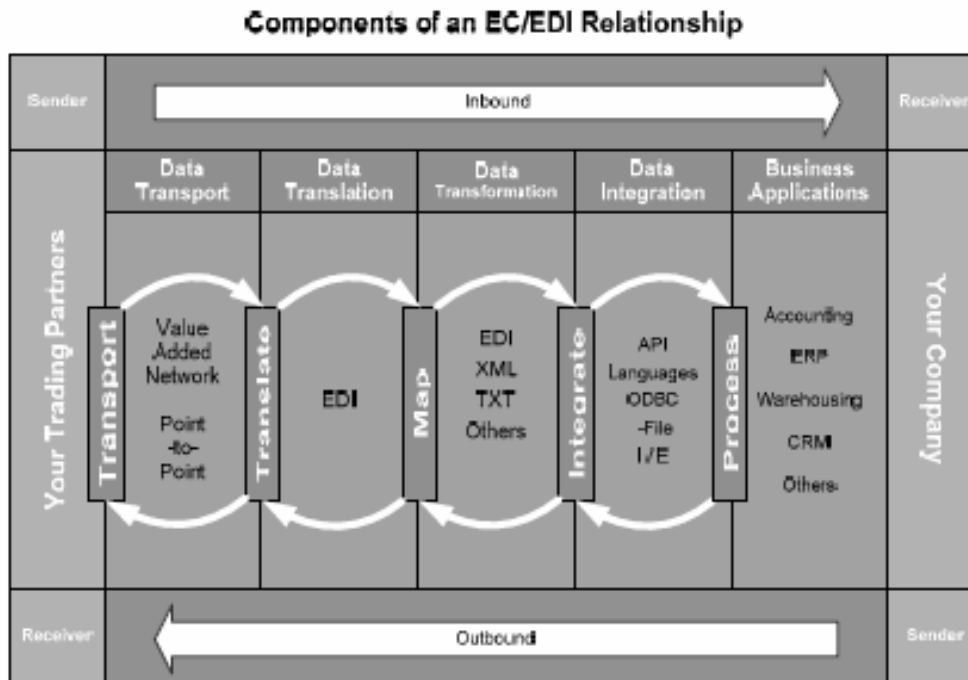 Components of an EC/EDI Relationship
Sender
Inbound
Receiver
Your Trading Partners
Data
Transport
Data
Translation
Data
Transformation
Data
Integration
Business
Applications
Transport
Value
Added
Network
Point
-to-
Point
Translate
EDI
Map
EDI
XML
TXT
Others
Integrate
API
Languages
ODBC
-File
I/E
Process
Accounting
ERP
Warehousing
CRM
Others
Your Company
Receiver
Outbound
Sender